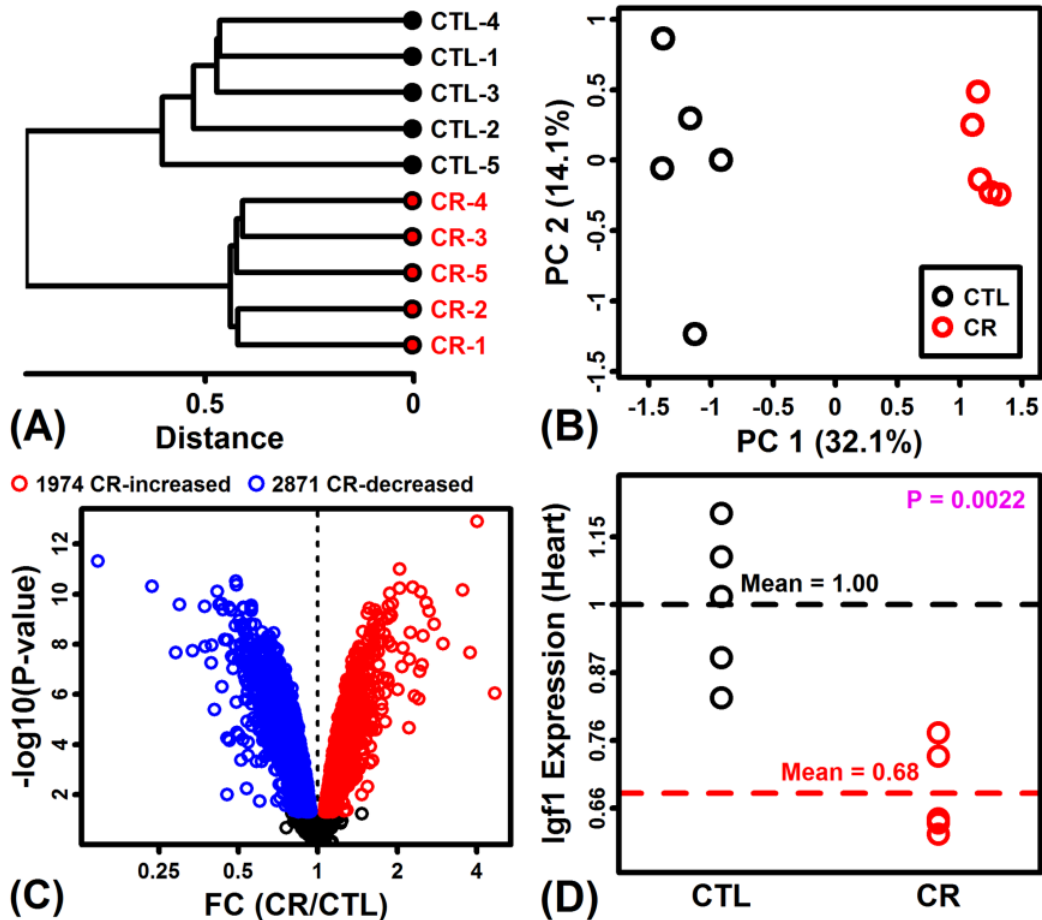 CTL-4
CTL-1
CTL-3
CTL-2
CTL-5
CR-4
CR-3
CR-5
CR-2
CR-1
0.5
0
(A)
Distance
PC 2 (14.1%)
1
0.5
0
-0.5
-1
-1.5
CTL
CR
-1.5
-1
-0.5
0
0.5
1
1.5
(B)
PC 1 (32.1%)
1974 CR-increased
2871 CR-decreased
-log10(P-value)
12
10
8
6
4
2
0.25
0.5
1
2
4
(C)
FC (CR/CTL)
Igf1 Expression (Heart)
1.15
1
0.87
0.76
0.66
P = 0.0022
Mean = 1.00
Mean = 0.68
(D)
CTL
CR